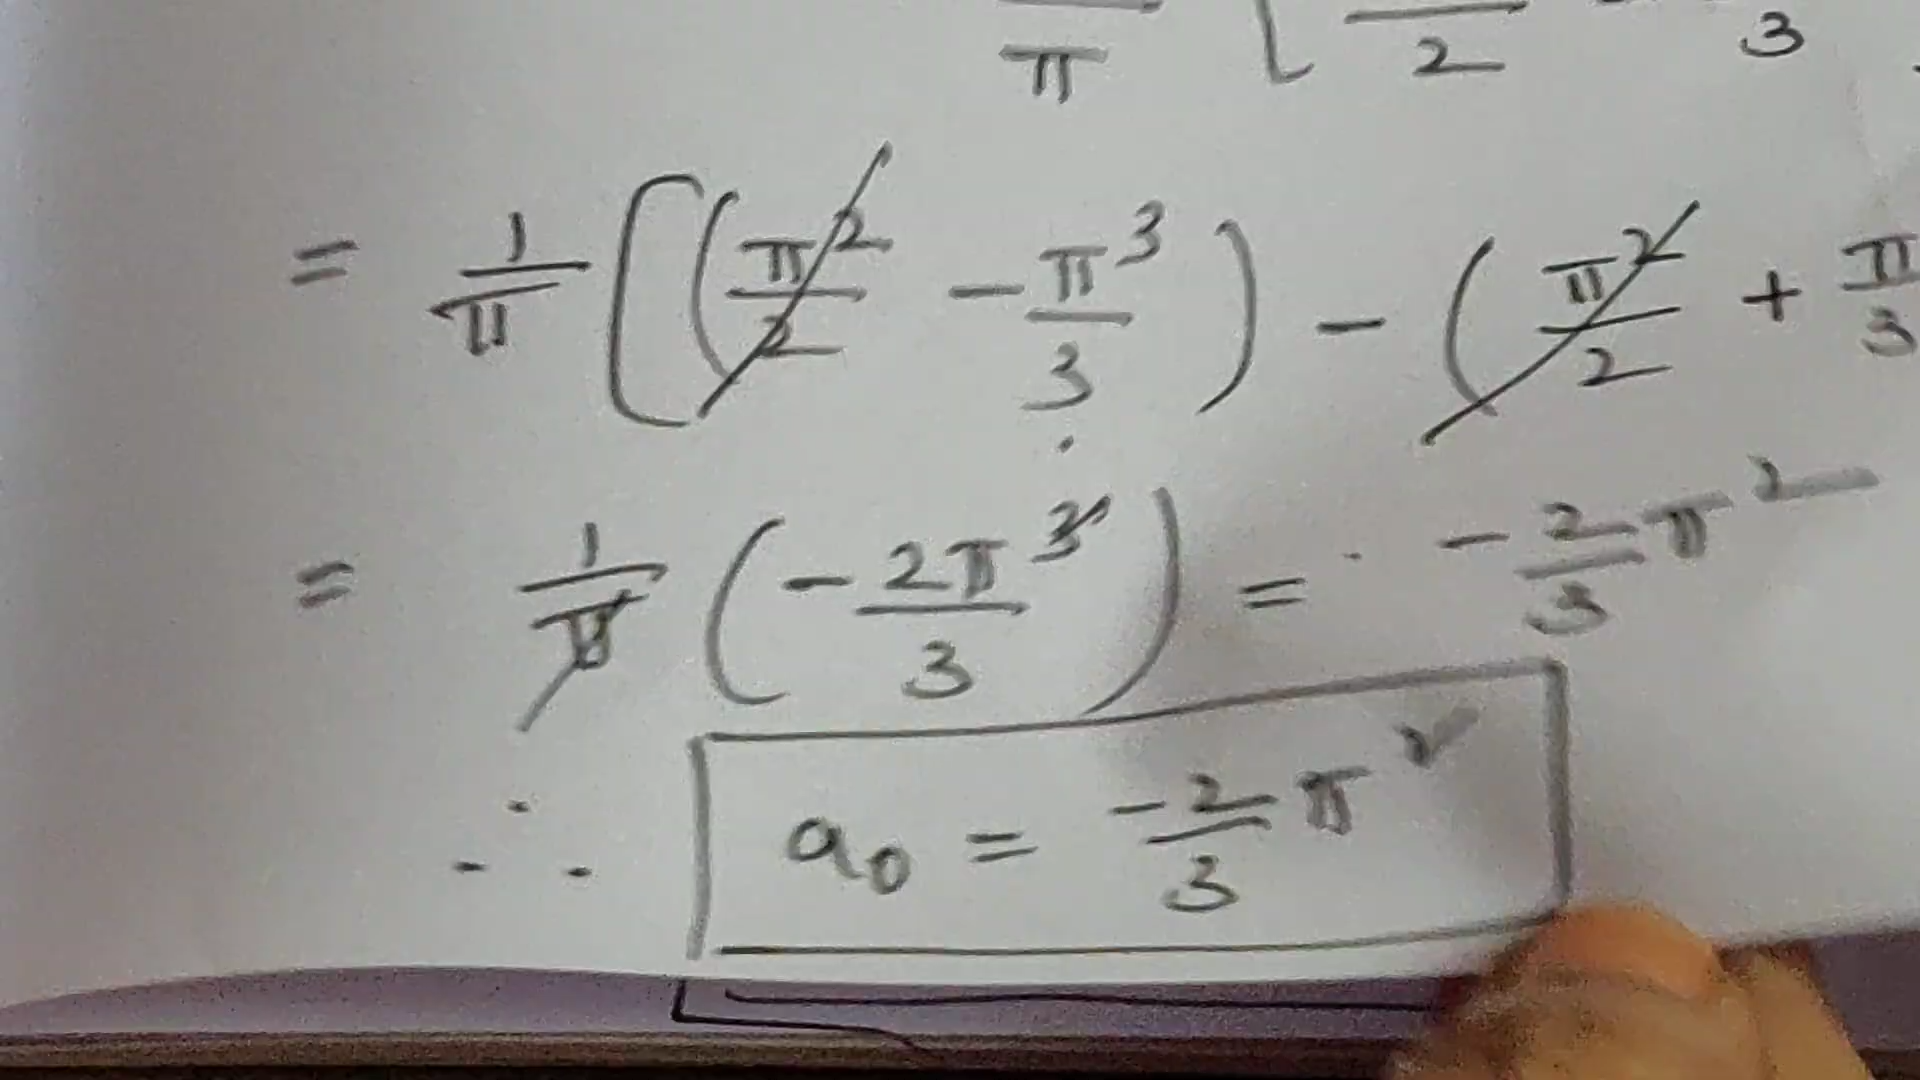 π [ 2 3
= 1/π [(π²/2 - π³/3) - (π²/2 + π/3
= 1/π (-2π³/3) = -2/3 π²
∴ a₀ = -2/3 π²